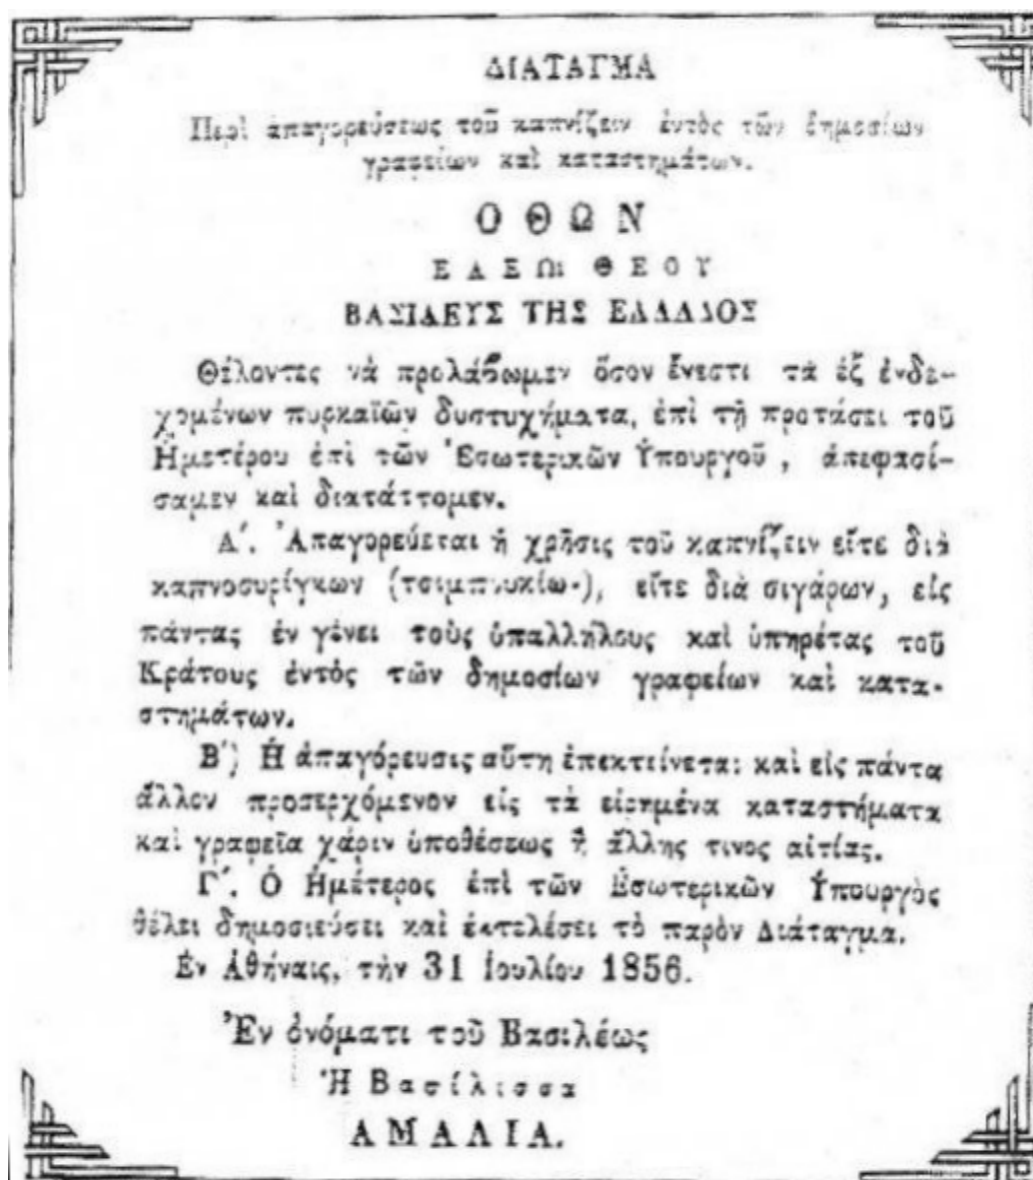 ΔΙΑΤΑΓΜΑ
Περὶ ἀπαγορεύσεως τοῦ καπνίζειν ἐντὸς τῶν δημοσίων
γραφείων καὶ καταστημάτων.
ΟΘΩΝ
ΕΛΕΩι ΘΕΟΥ
ΒΑΣΙΛΕΥΣ ΤΗΣ ΕΛΛΑΔΟΣ
Θέλοντες νὰ προλάβωμεν ὅσον ἔνεστι τὰ ἐξ ἐνδε-
χομένων πυρκαϊῶν δυστυχήματα, ἐπὶ τῇ προτάσει τοῦ
Ἡμετέρου ἐπὶ τῶν Ἐσωτερικῶν Ὑπουργοῦ, ἀπεφασί-
σαμεν καὶ διατάττομεν.
Α΄. Ἀπαγορεύεται ἡ χρῆσις τοῦ καπνίζειν εἴτε διὰ
καπνοσυρίγκων (τσιμπουκίων), εἴτε διὰ σιγάρων, εἰς
πάντας ἐν γένει τοὺς ὑπαλλήλους καὶ ὑπηρέτας τοῦ
Κράτους ἐντὸς τῶν δημοσίων γραφείων καὶ κατα-
στημάτων.
Β΄) Ἡ ἀπαγόρευσις αὕτη ἐπεκτείνεται καὶ εἰς πάντα
ἄλλον προσερχόμενον εἰς τὰ εἰρημένα καταστήματα
καὶ γραφεῖα χάριν ὑποθέσεως ἢ ἄλλης τινος αἰτίας.
Γ΄. Ὁ Ἡμέτερος ἐπὶ τῶν Ἐσωτερικῶν Ὑπουργὸς
θέλει δημοσιεύσει καὶ ἐκτελέσει τὸ παρὸν Διάταγμα.
Ἐν Ἀθήναις, τὴν 31 Ἰουλίου 1856.
Ἐν ὀνόματι τοῦ Βασιλέως
Ἡ Βασίλισσα
ΑΜΑΛΙΑ.